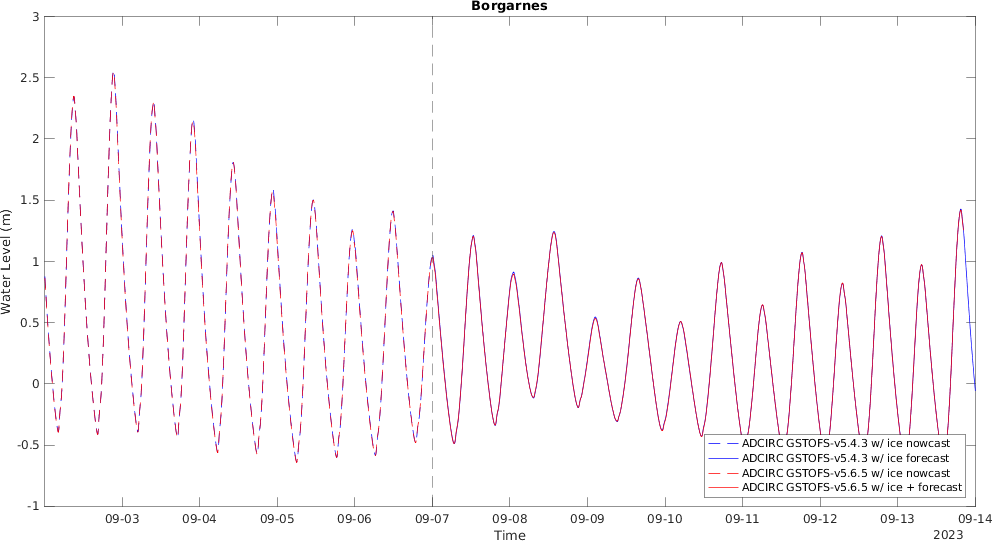 Borgarnes
3
2.5
2
1.5
1
0.5
0
-0.5
-1
Water Level (m)
09-03 09-04 09-05 09-06 09-07 09-08 09-09 09-10 09-11 09-12 09-13 09-14
Time
2023
ADCIRC GSTOFS-v5.4.3 w/ ice nowcast
ADCIRC GSTOFS-v5.4.3 w/ ice forecast
ADCIRC GSTOFS-v5.6.5 w/ ice nowcast
ADCIRC GSTOFS-v5.6.5 w/ ice + forecast